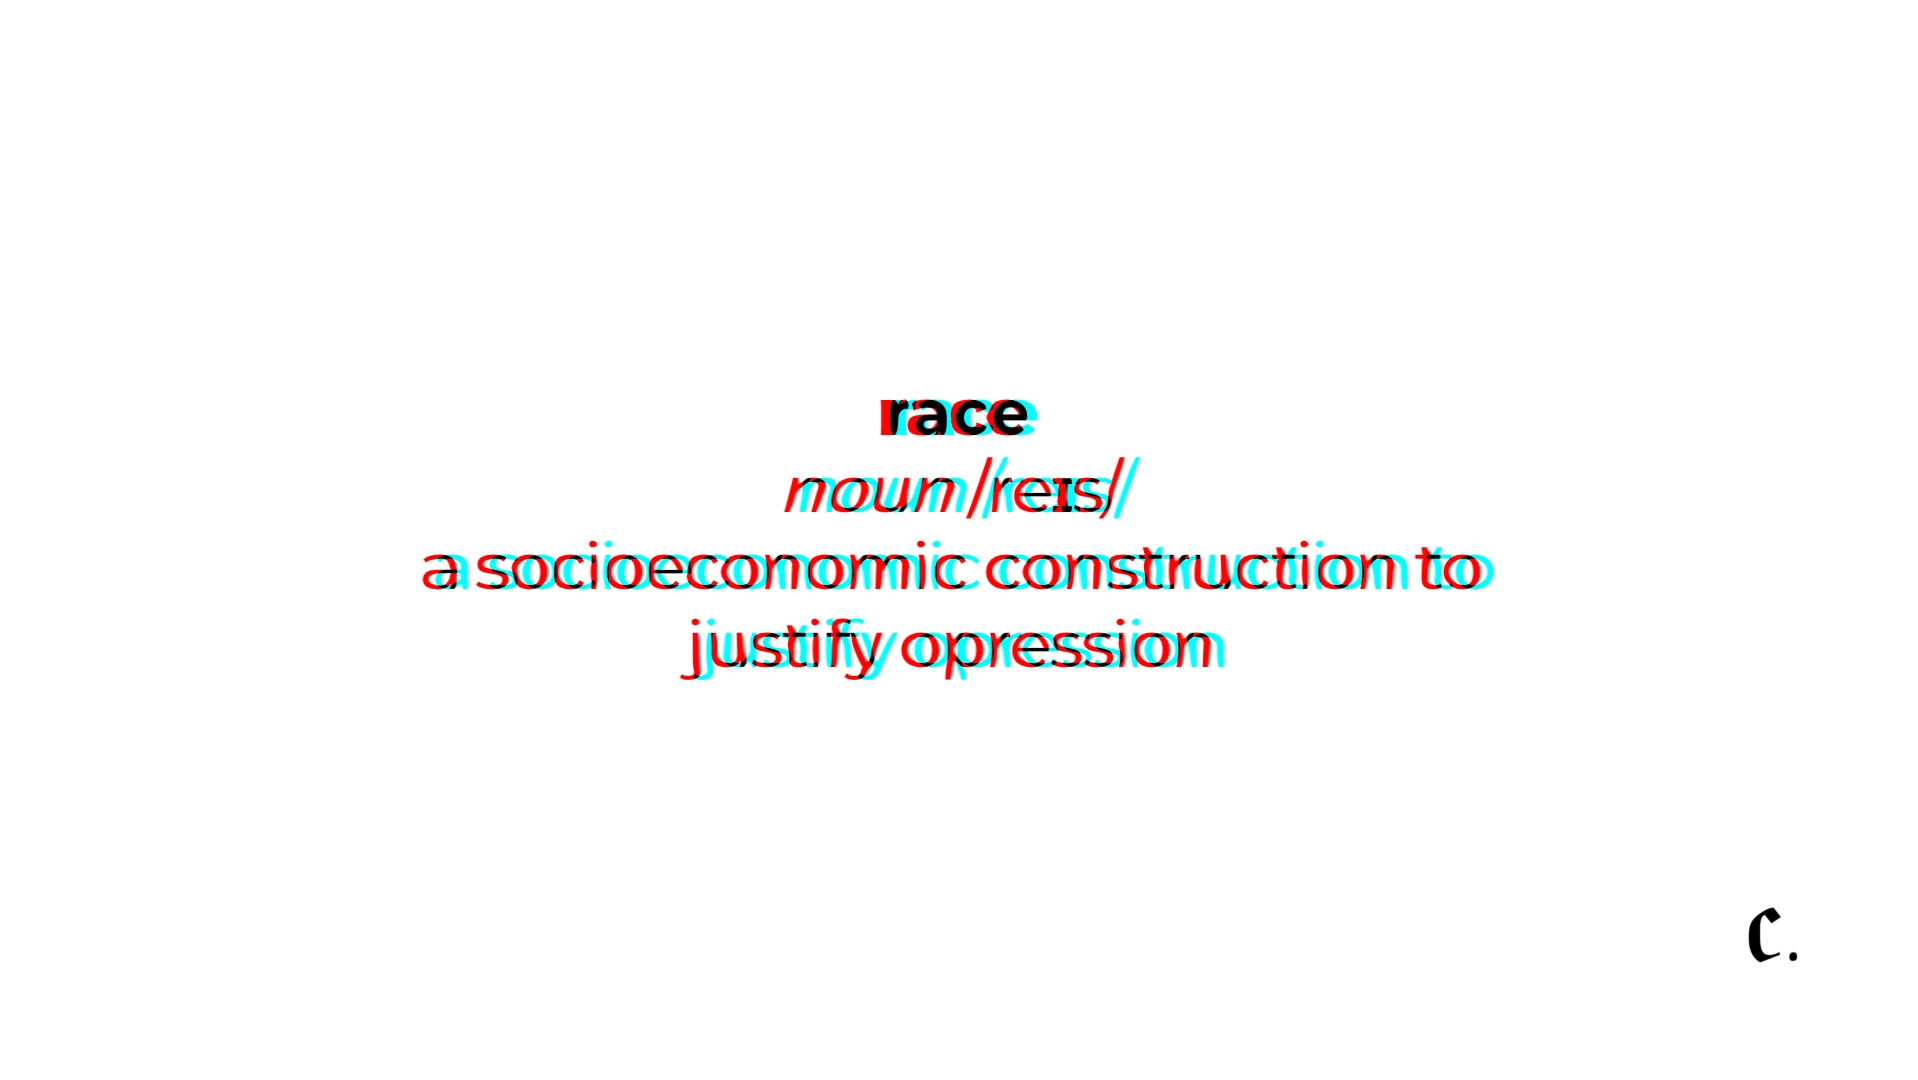 race
noun /reɪs/
a socioeconomic construction to
justify opression
c.